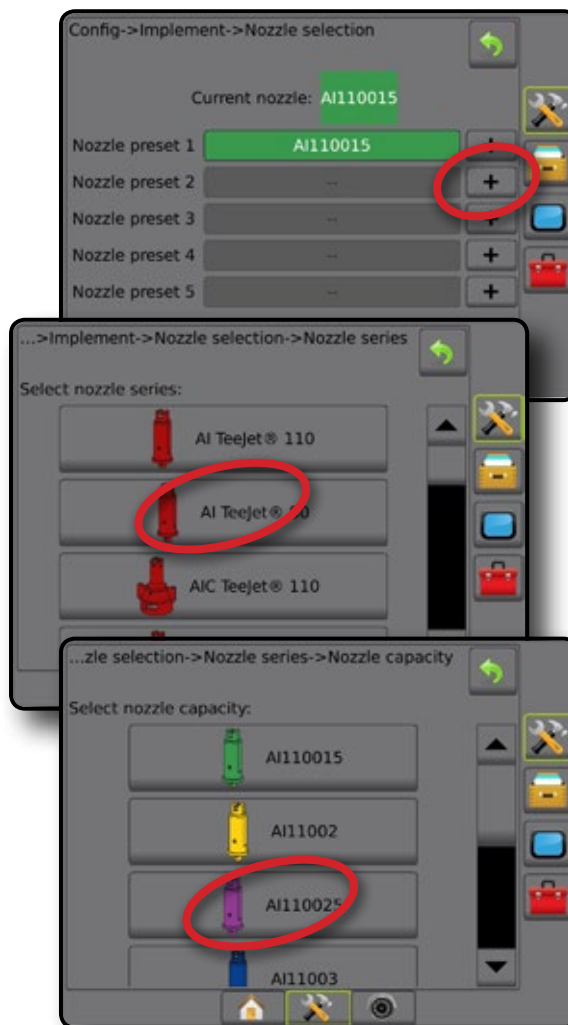 Config->Implement->Nozzle selection
Current nozzle: AI110015
Nozzle preset 1 AI110015 +
Nozzle preset 2 -- +
Nozzle preset 3 -- +
Nozzle preset 4 -- +
Nozzle preset 5 -- +
...>Implement->Nozzle selection->Nozzle series
Select nozzle series:
AI TeeJet® 110
AI TeeJet® 80
AIC TeeJet® 110
...zle selection->Nozzle series->Nozzle capacity
Select nozzle capacity:
AI110015
AI11002
AI110025
AI11003